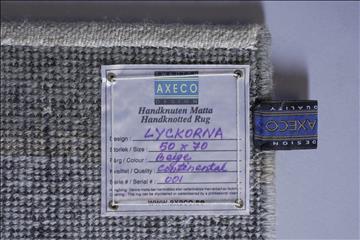 AXECO
DESIGN
Handknuten Matta
Handknotted Rug
Design : LYCKORNA
Storlek / Size : 50 x 70
Färg / Colour : Beige
Kvalitet / Quality : Continental
Serie # / Serial # : 001
www.axeco.se
QUALITY
AXECO
DESIGN